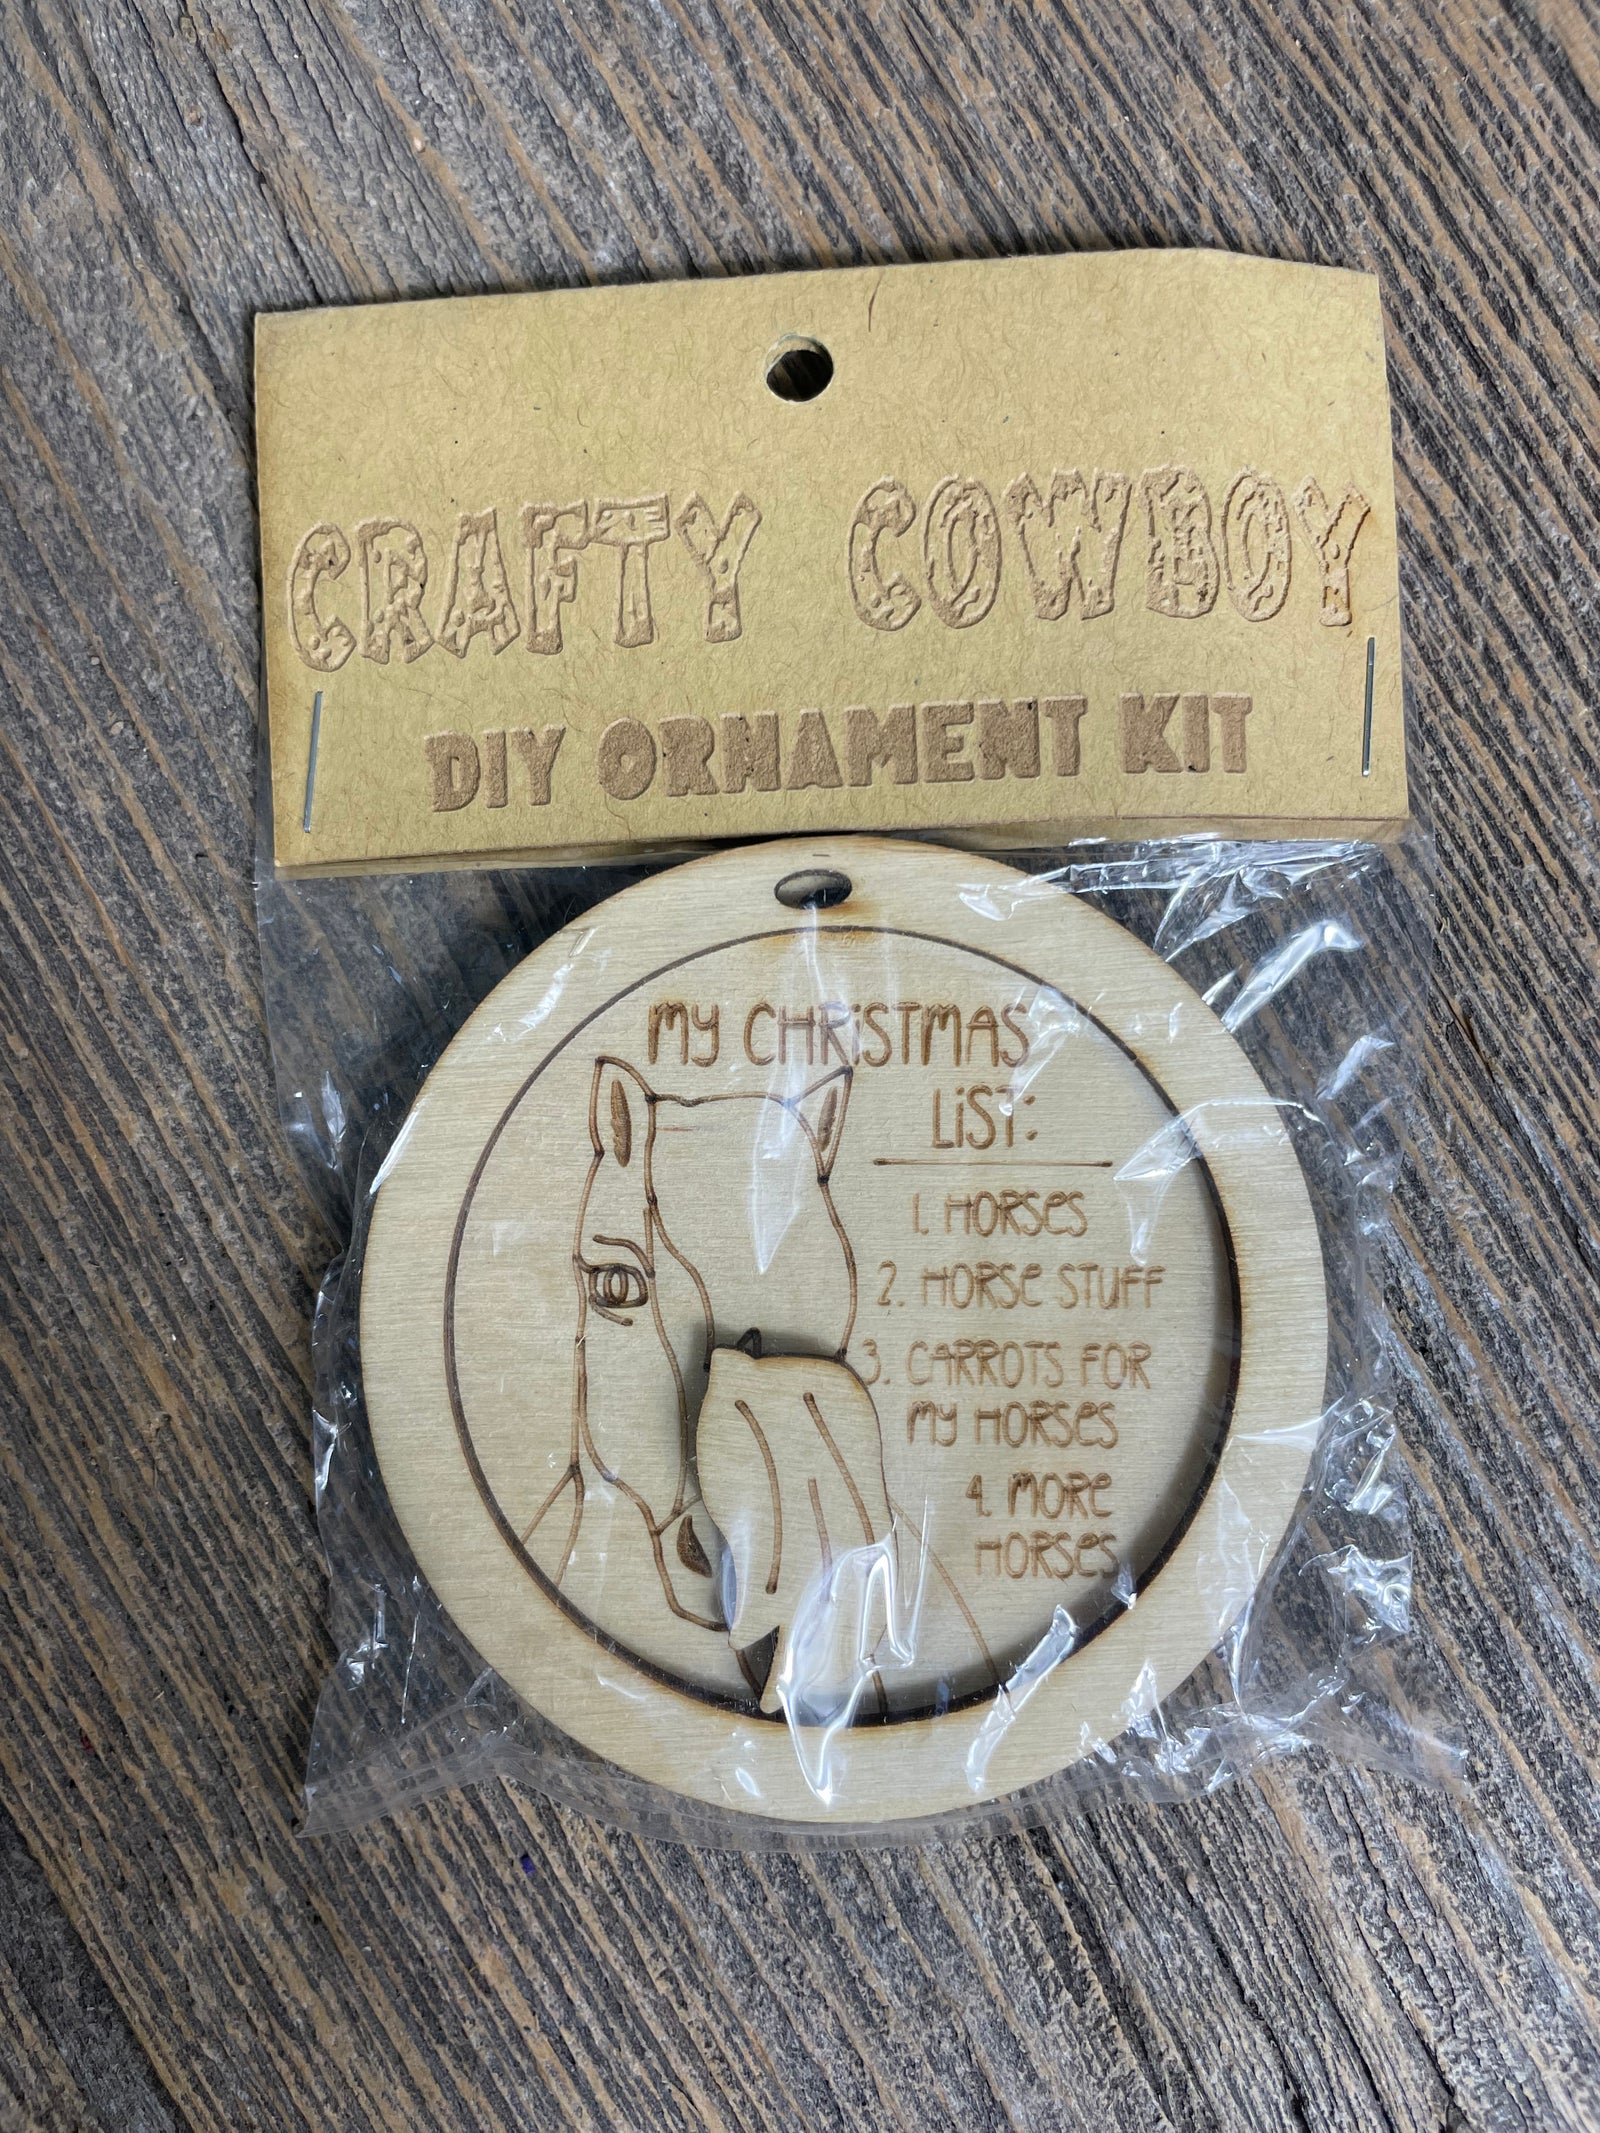 CRAFTY COWBOY
DIY ORNAMENT KIT
MY CHRiSTMAS
LiST:
1. HORSES
2. HORSE STUFF
3. CARROTS FOR
MY HORSES
4. MORE
HORSES